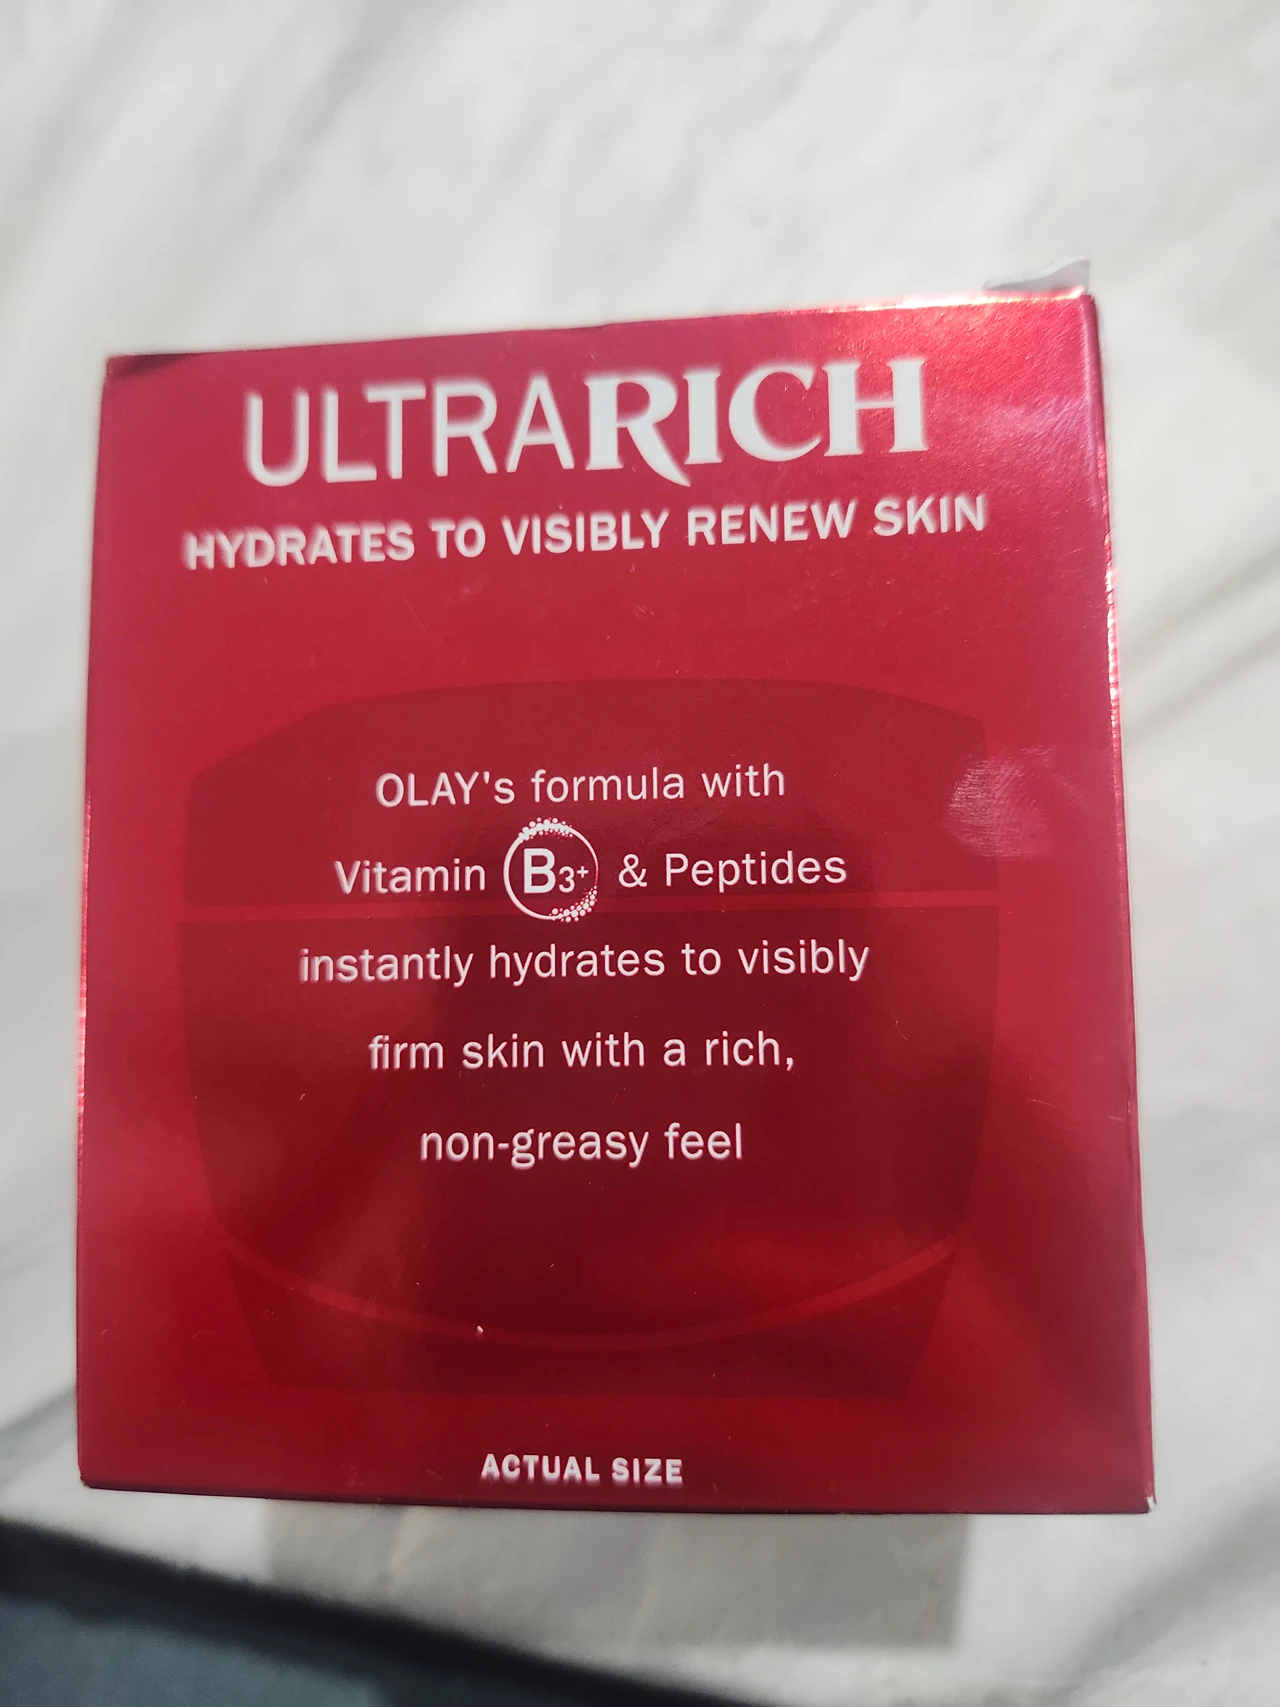 ULTRARICH
HYDRATES TO VISIBLY RENEW SKIN
OLAY's formula with
Vitamin B3+ & Peptides
instantly hydrates to visibly
firm skin with a rich,
non-greasy feel
ACTUAL SIZE